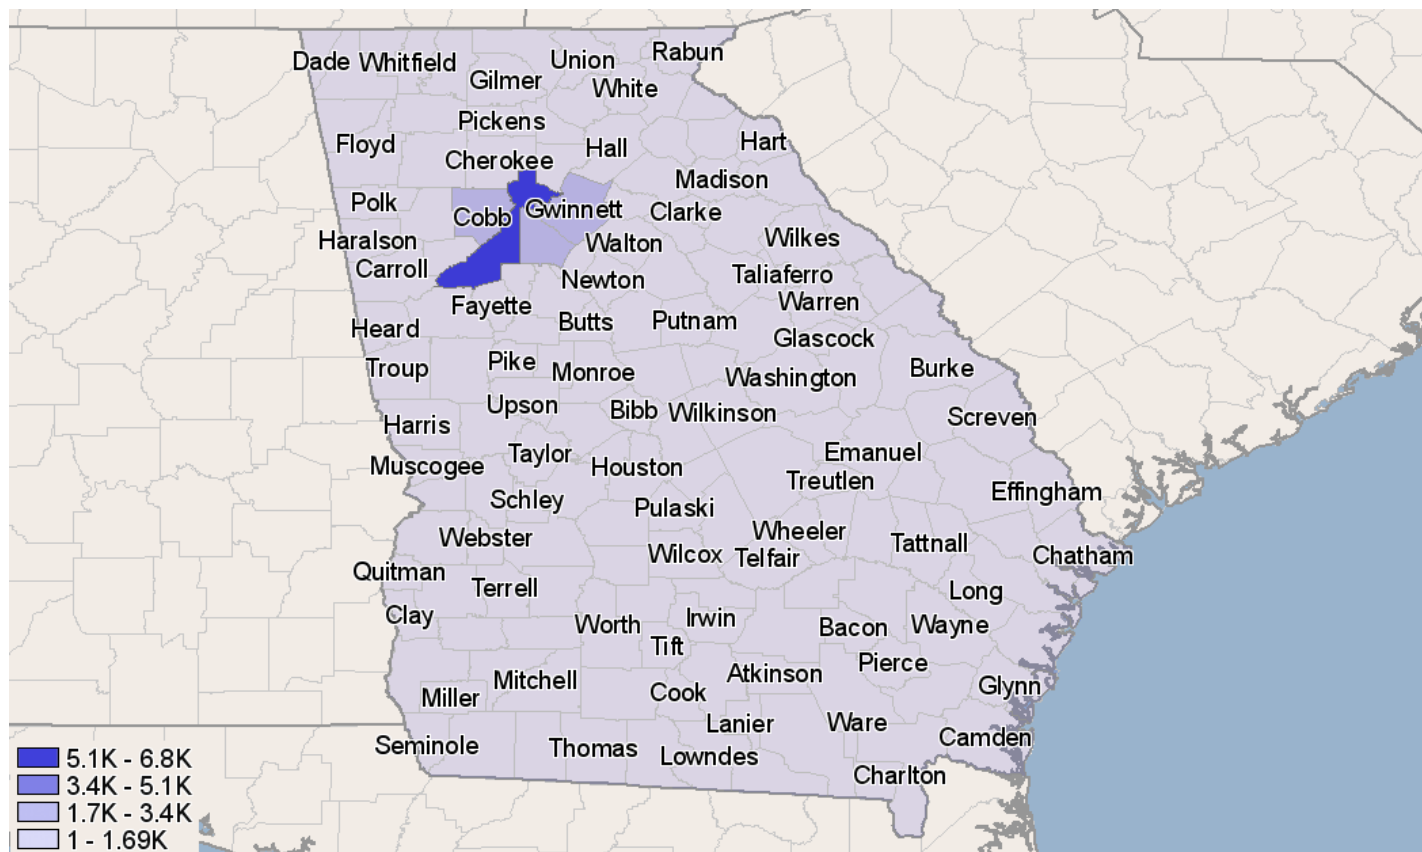 Rabun
Union
Dade
Whitfield
Gilmer
White
Pickens
Hart
Floyd
Hall
Cherokee
Madison
Polk
Cobb
Gwinnett
Clarke
Haralson
Walton
Wilkes
Carroll
Newton
Taliaferro
Fayette
Warren
Heard
Butts
Putnam
Glascock
Troup
Pike
Monroe
Washington
Burke
Upson
Bibb
Wilkinson
Harris
Screven
Muscogee
Taylor
Houston
Emanuel
Treutlen
Schley
Effingham
Pulaski
Webster
Wheeler
Tattnall
Wilcox
Telfair
Chatham
Quitman
Terrell
Long
Clay
Worth
Irwin
Bacon
Wayne
Tift
Pierce
Mitchell
Atkinson
Miller
Cook
Glynn
Lanier
Ware
Seminole
Thomas
Lowndes
Camden
Charlton
5.1K - 6.8K
3.4K - 5.1K
1.7K - 3.4K
1 - 1.69K